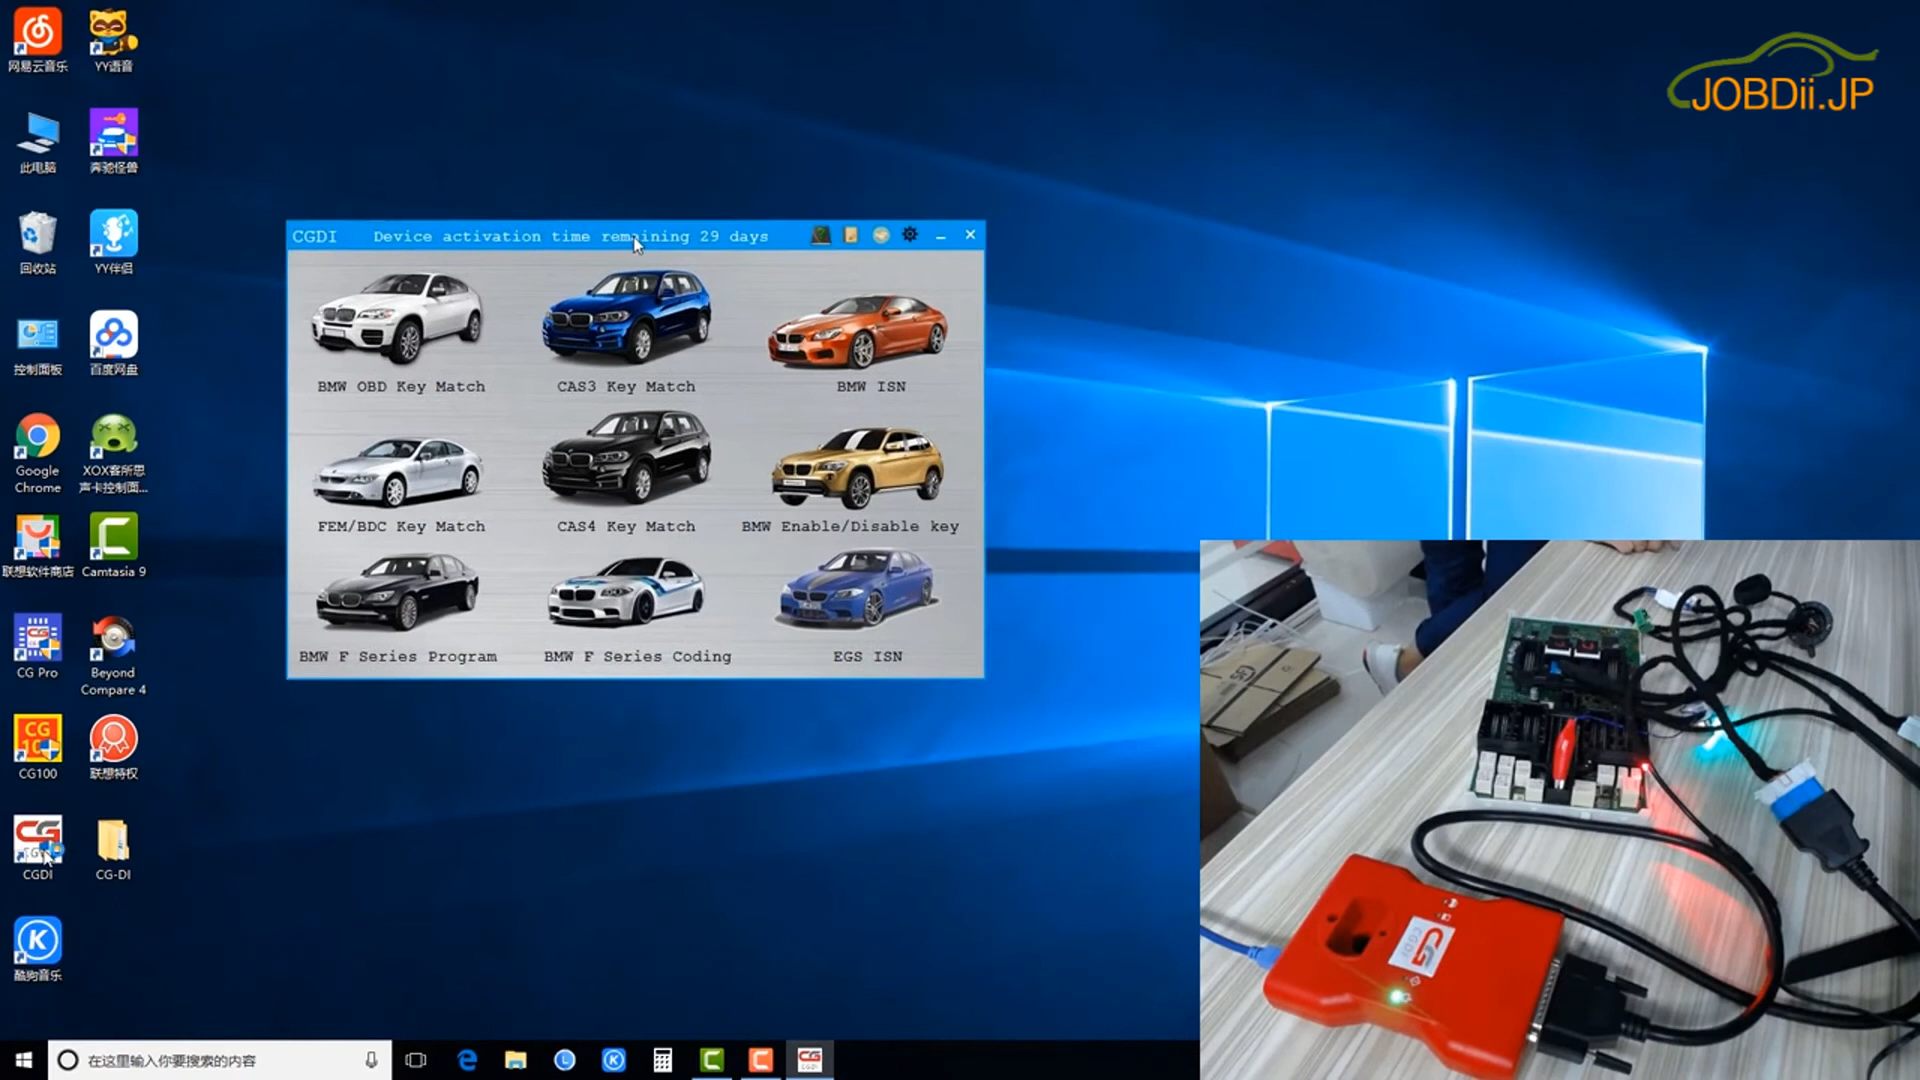 网易云音乐
YY语音
JOBDii.JP
此电脑
奔驰怪兽
回收站
YY伴侣
控制面板
百度网盘
Google
Chrome
XOX客所思
声卡控制面...
联想软件商店
Camtasia 9
CG Pro
Beyond
Compare 4
CG100
联想特权
CGDI
CG-DI
酷狗音乐
CGDI Device activation time remaining 29 days
BMW OBD Key Match
CAS3 Key Match
BMW ISN
FEM/BDC Key Match
CAS4 Key Match
BMW Enable/Disable key
BMW F Series Program
BMW F Series Coding
EGS ISN
CG
CGDI
在这里输入你要搜索的内容